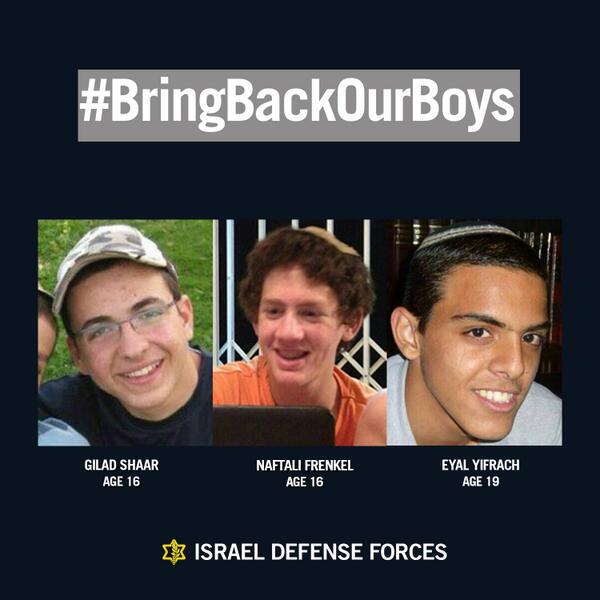 #BringBackOurBoys
GILAD SHAAR NAFTALI FRENKEL EYAL YIFRACH
AGE 16 AGE 16 AGE 19
ISRAEL DEFENSE FORCES